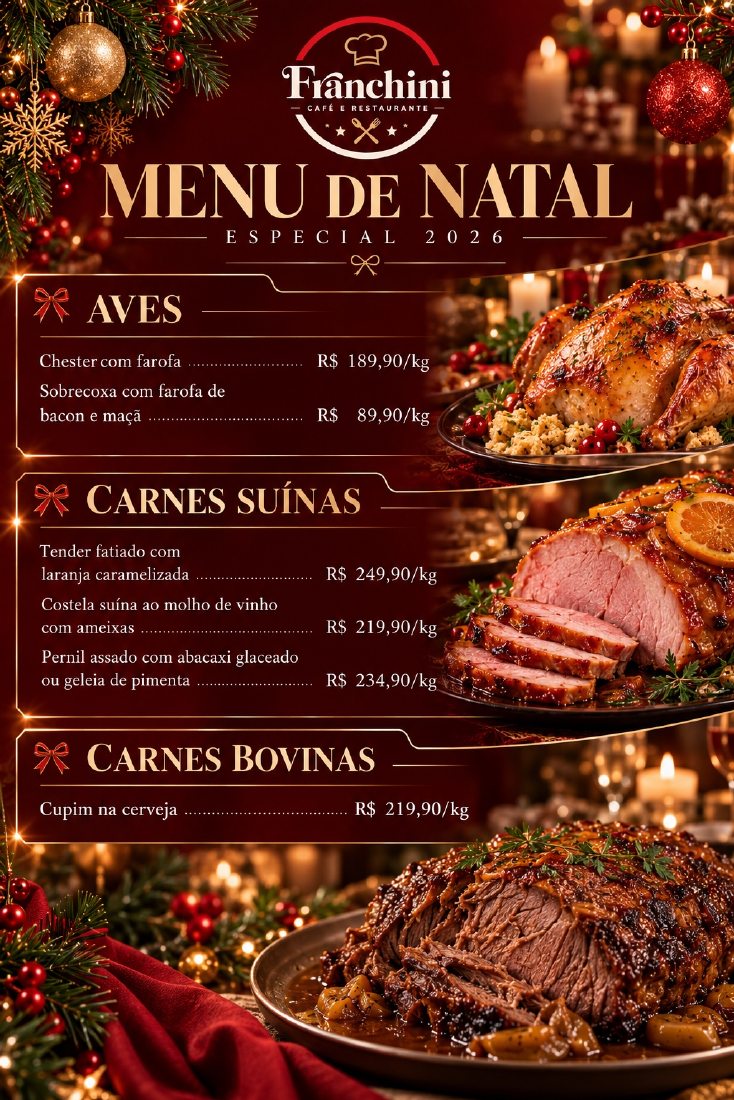 Franchini
CAFÉ E RESTAURANTE
MENU DE NATAL
ESPECIAL 2026
AVES
Chester com farofa R$ 189,90/kg
Sobrecoxa com farofa de
bacon e maçã R$ 89,90/kg
CARNES SUÍNAS
Tender fatiado com
laranja caramelizada R$ 249,90/kg
Costela suína ao molho de vinho
com ameixas R$ 219,90/kg
Pernil assado com abacaxi glaceado
ou geleia de pimenta R$ 234,90/kg
CARNES BOVINAS
Cupim na cerveja R$ 219,90/kg